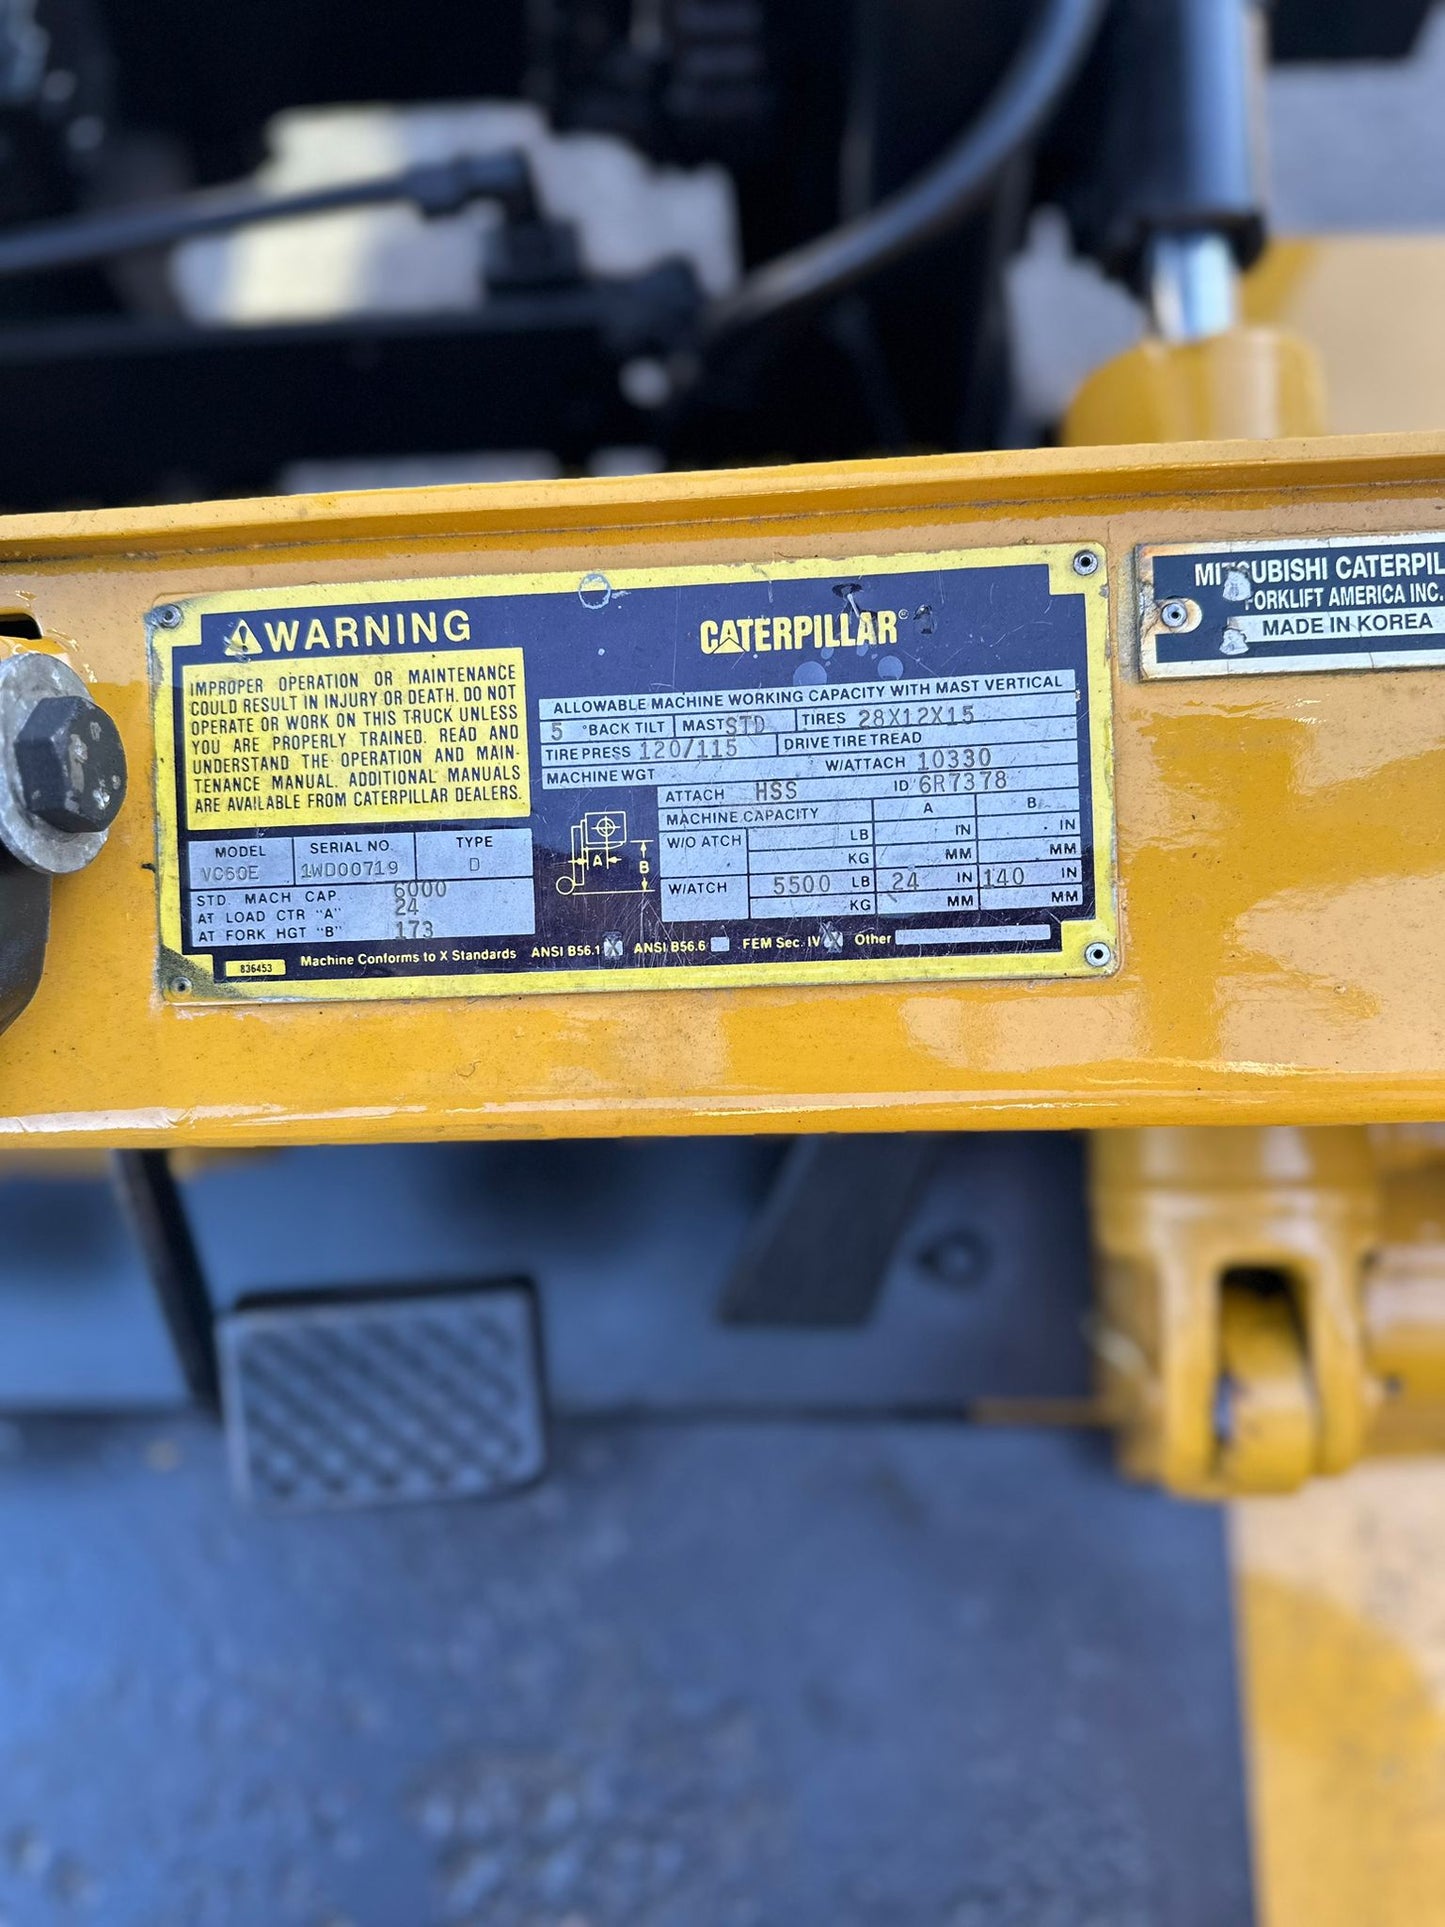 WARNING
IMPROPER OPERATION OR MAINTENANCE
COULD RESULT IN INJURY OR DEATH. DO NOT
OPERATE OR WORK ON THIS TRUCK UNLESS
YOU ARE PROPERLY TRAINED. READ AND
UNDERSTAND THE OPERATION AND MAIN-
TENANCE MANUAL. ADDITIONAL MANUALS
ARE AVAILABLE FROM CATERPILLAR DEALERS.
MODEL SERIAL NO. TYPE
VC60E 1WD00719 D
STD. MACH CAP. 6000
AT LOAD CTR "A" 24
AT FORK HGT "B" 173
CATERPILLAR®
ALLOWABLE MACHINE WORKING CAPACITY WITH MAST VERTICAL
5 °BACK TILT MAST STD TIRES 28X12X15
TIRE PRESS 120/115 DRIVE TIRE TREAD
MACHINE WGT W/ATTACH 10330
ATTACH HSS ID 6R7378
MACHINE CAPACITY A B
W/O ATCH LB IN IN
KG MM MM
W/ATCH 5500 LB 24 IN 140 IN
KG MM MM
A
B
836453 Machine Conforms to X Standards ANSI B56.1 X ANSI B56.6 FEM Sec. IV X Other
MITSUBISHI CATERPIL
FORKLIFT AMERICA INC.
MADE IN KOREA